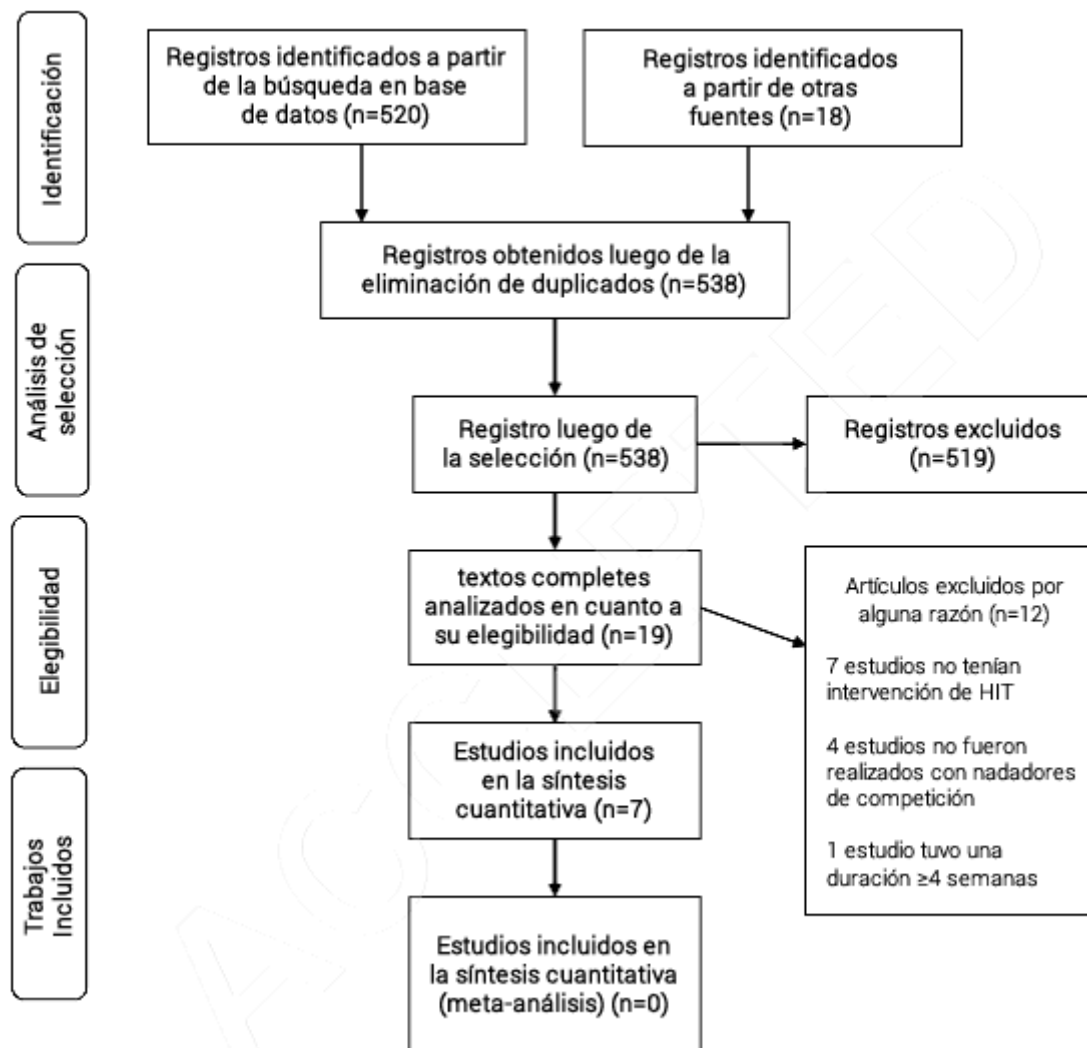 Identificación
Registros identificados a partir
de la búsqueda en base
de datos (n=520)
Registros identificados
a partir de otras
fuentes (n=18)
Registros obtenidos luego de la
eliminación de duplicados (n=538)
Análisis de
selección
Registro luego de
la selección (n=538)
Registros excluidos
(n=519)
Elegibilidad
textos completes
analizados en cuanto a
su elegibilidad (n=19)
Artículos excluidos por
alguna razón (n=12)
7 estudios no tenían
intervención de HIT
4 estudios no fueron
realizados con nadadores
de competición
1 estudio tuvo una
duración ≥4 semanas
Estudios incluidos
en la síntesis
cuantitativa (n=7)
Trabajos
Incluidos
Estudios incluidos en
la síntesis cuantitativa
(meta-análisis) (n=0)
ACCEPTED